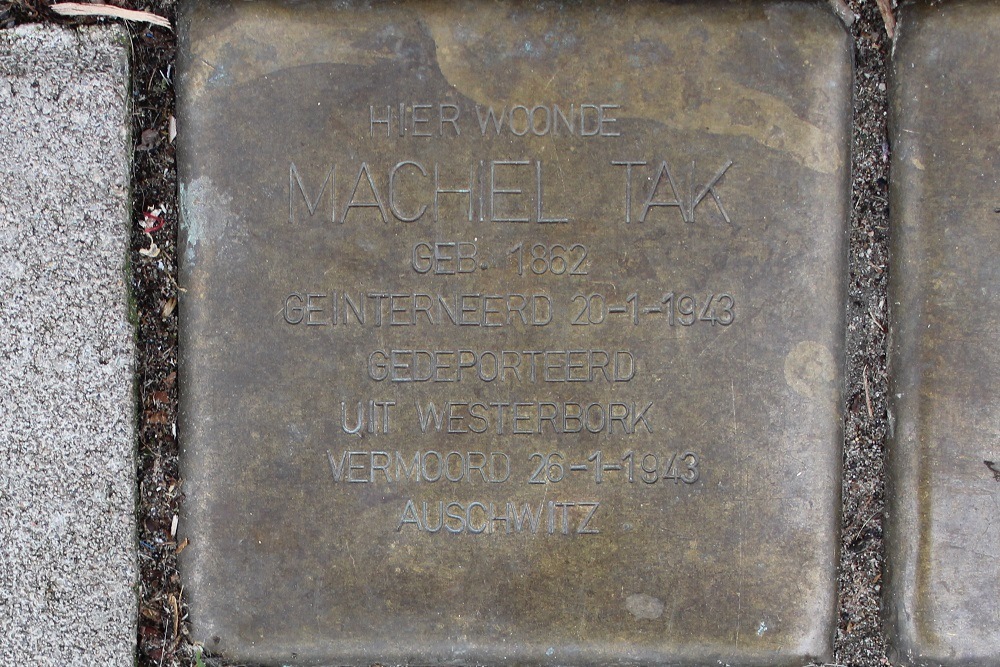 HIER WOONDE
MACHIEL TAK
GEB. 1862
GEINTERNEERD 20-1-1943
GEDEPORTEERD
UIT WESTERBORK
VERMOORD 26-1-1943
AUSCHWITZ